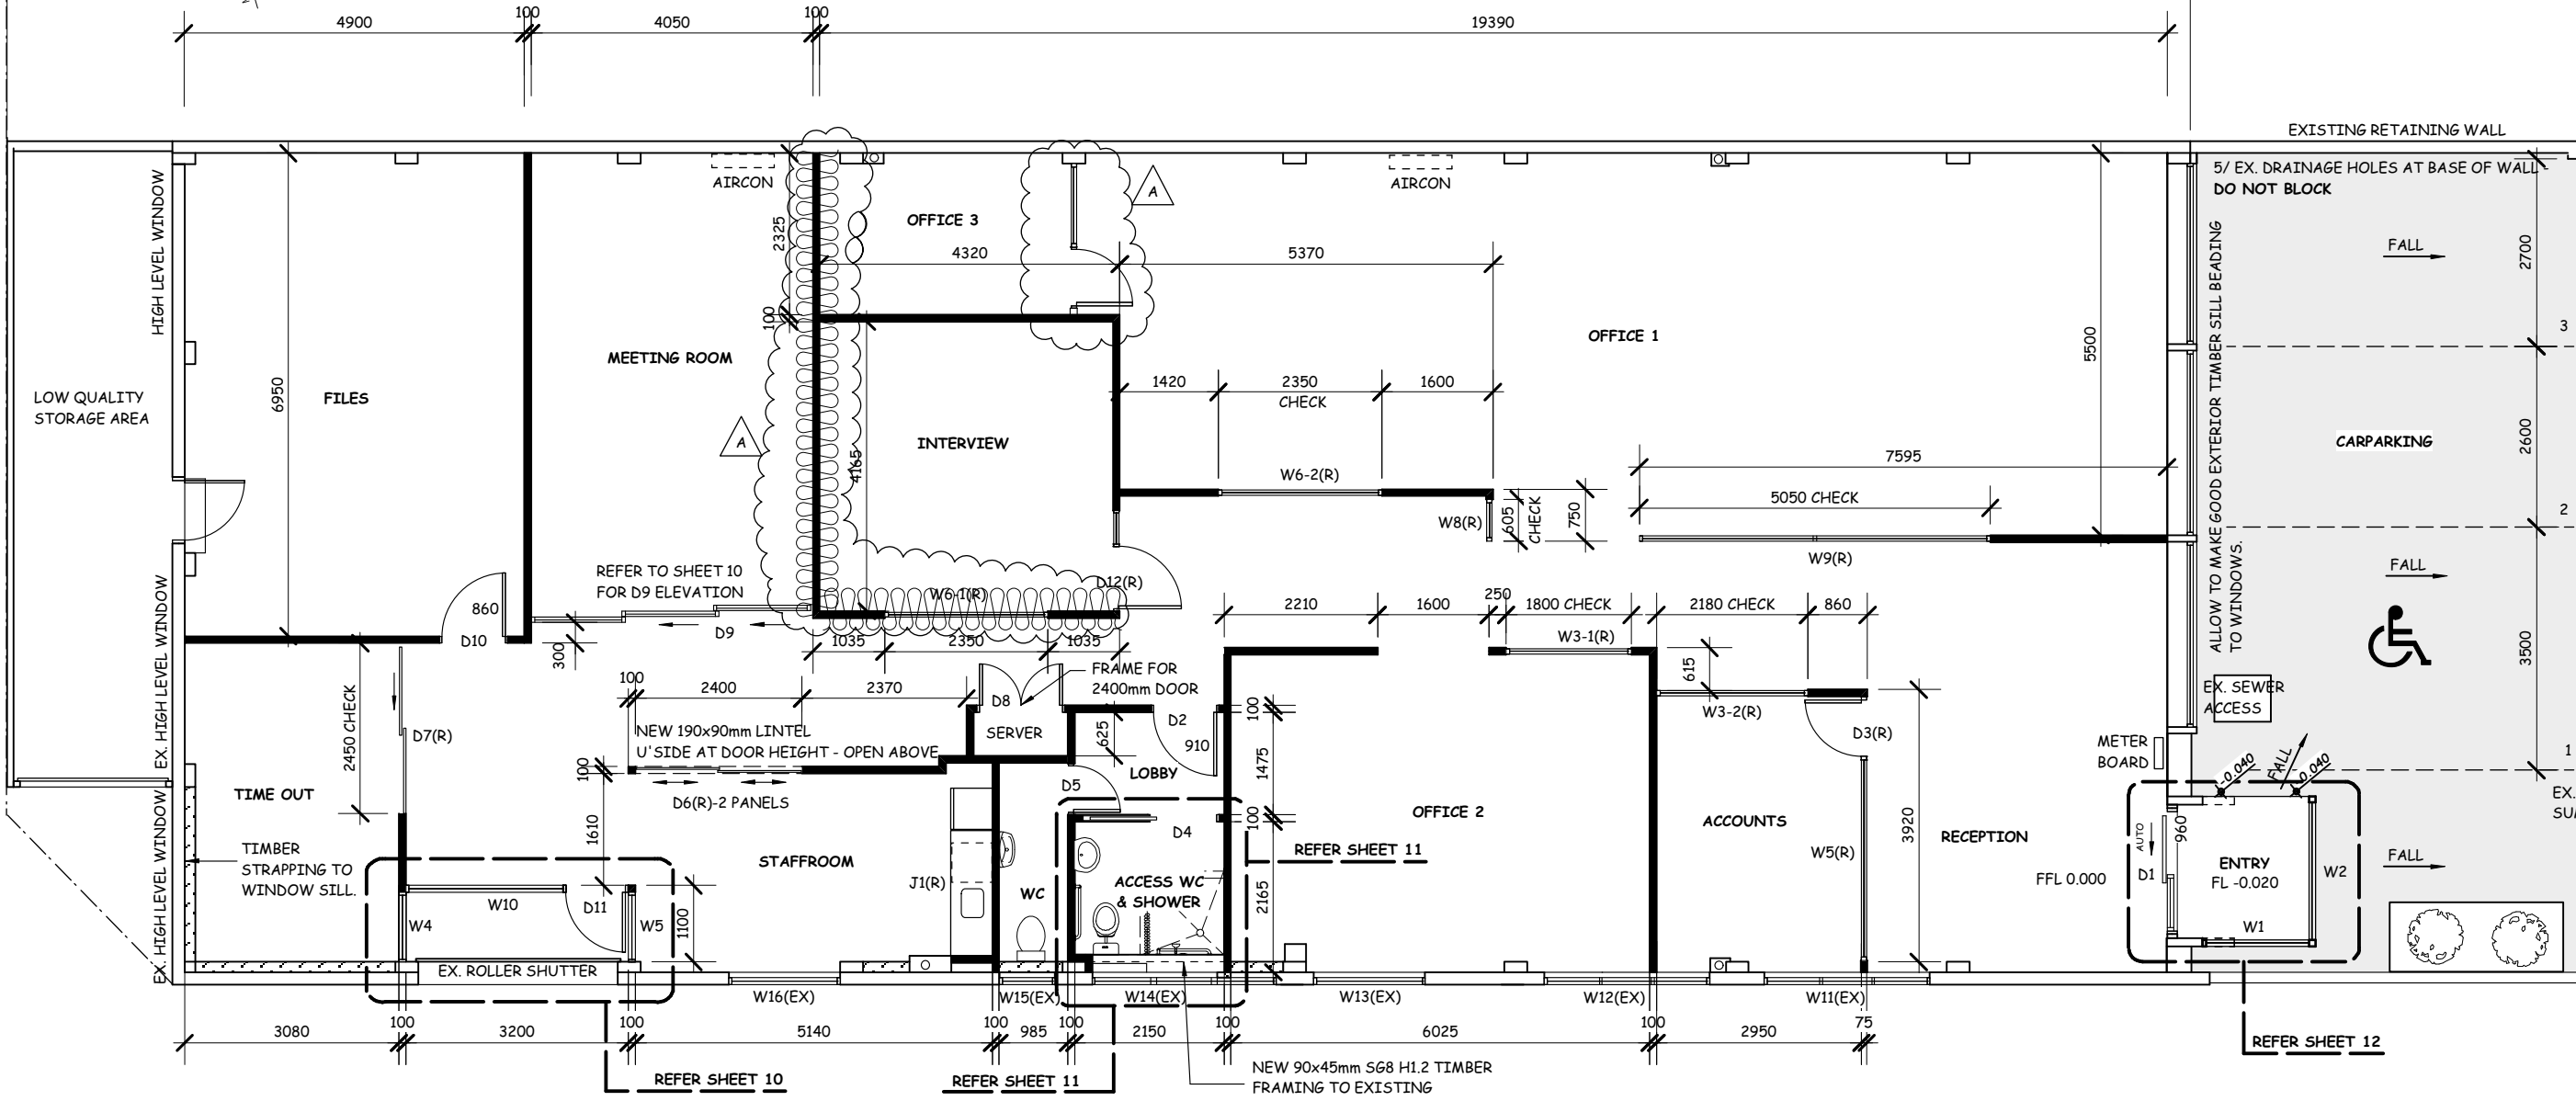 4900
100
4050
100
19390
EXISTING RETAINING WALL
5/ EX. DRAINAGE HOLES AT BASE OF WALL -
DO NOT BLOCK
AIRCON
AIRCON
HIGH LEVEL WINDOW
OFFICE 3
A
2325
4320
5370
FALL
2700
100
3
OFFICE 1
5500
MEETING ROOM
ALLOW TO MAKE GOOD EXTERIOR TIMBER SILL BEADING
TO WINDOWS.
LOW QUALITY
STORAGE AREA
6950
FILES
1420
2350
CHECK
1600
A
INTERVIEW
4165
CARPARKING
2600
7595
W6-2(R)
5050 CHECK
W8(R)
605
CHECK
750
2
W9(R)
REFER TO SHEET 10
FOR D9 ELEVATION
W6-1(R)
D12(R)
FALL
EX. HIGH LEVEL WINDOW
860
D10
D9
300
1035
2350
1035
2210
1600
250
1800 CHECK
2180 CHECK
860
W3-1(R)
615
3500
FRAME FOR
2400mm DOOR
100
2400
2370
D8
SERVER
D2
910
625
100
1475
W3-2(R)
D3(R)
EX. SEWER
ACCESS
2450 CHECK
D7(R)
NEW 190x90mm LINTEL
U'SIDE AT DOOR HEIGHT - OPEN ABOVE
100
D6(R)-2 PANELS
D5
LOBBY
METER
BOARD
FALL
-0.040
-0.040
1
TIME OUT
1610
100
D4
OFFICE 2
ACCOUNTS
3920
RECEPTION
960
AUTO
EX.
TIMBER
STRAPPING TO
WINDOW SILL.
STAFFROOM
REFER SHEET 11
W5(R)
D1
ENTRY
FL -0.020
W2
FALL
EX. HIGH LEVEL WINDOW
W10
D11
W4
W5
1100
J1(R)
WC
ACCESS WC
& SHOWER
2165
FFL 0.000
W1
EX. ROLLER SHUTTER
W16(EX)
W15(EX)
W14(EX)
W13(EX)
W12(EX)
W11(EX)
3080
100
3200
100
5140
100
985
100
2150
100
6025
100
2950
75
REFER SHEET 12
REFER SHEET 10
REFER SHEET 11
NEW 90x45mm SG8 H1.2 TIMBER
FRAMING TO EXISTING